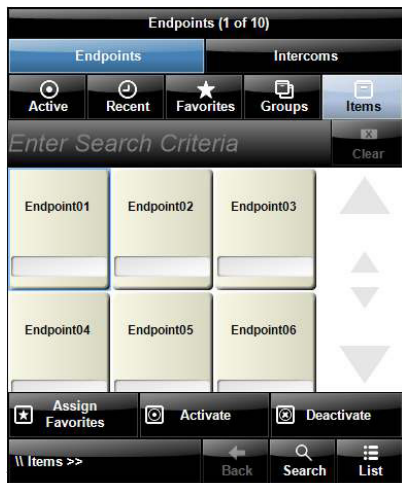 Endpoints (1 of 10)
Endpoints Intercoms
Active Recent Favorites Groups Items
Enter Search Criteria Clear
Endpoint01 Endpoint02 Endpoint03
Endpoint04 Endpoint05 Endpoint06
Assign Favorites Activate Deactivate
\\ Items >> Back Search List